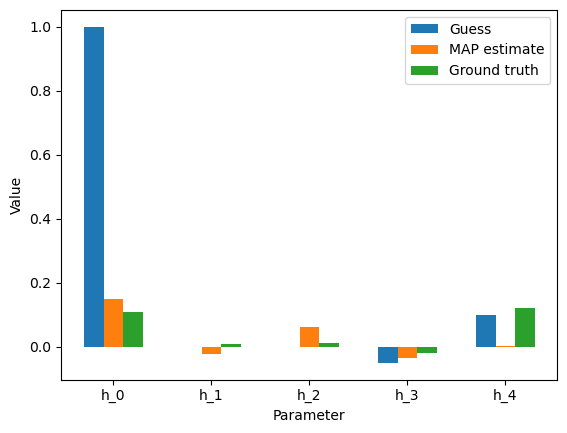 Guess
MAP estimate
Ground truth
Value
1.0
0.8
0.6
0.4
0.2
0.0
h_0 h_1 h_2 h_3 h_4
Parameter